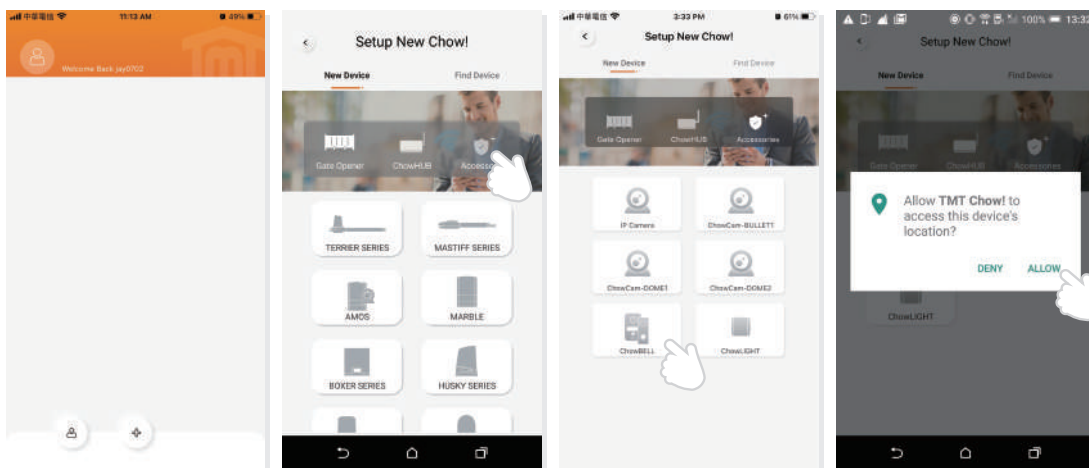 中華電信
11:13 AM
49%
Welcome Back jay0702
Setup New Chow!
New Device
Find Device
Gate Opener
ChowHUB
Accessories
TERRIER SERIES
MASTIFF SERIES
AMOS
MARBLE
BOXER SERIES
HUSKY SERIES
中華電信
3:33 PM
61%
Setup New Chow!
New Device
Find Device
Gate Opener
ChowHUB
Accessories
IP Camera
ChowCam-BULLETT
ChowCam-DOME1
ChowCam-DOME2
ChowBELL
ChowLIGHT
100%
13:32
Setup New Chow!
New Device
Find Device
Gate Opener
ChowHUB
Accessories
Allow TMT Chow! to
access this device's
location?
DENY
ALLOW
ChowLIGHT